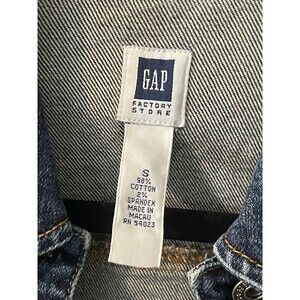 GAP
FACTORY
STORE
S
98%
COTTON
2%
SPANDEX
MADE IN
MACAU
RN 54023